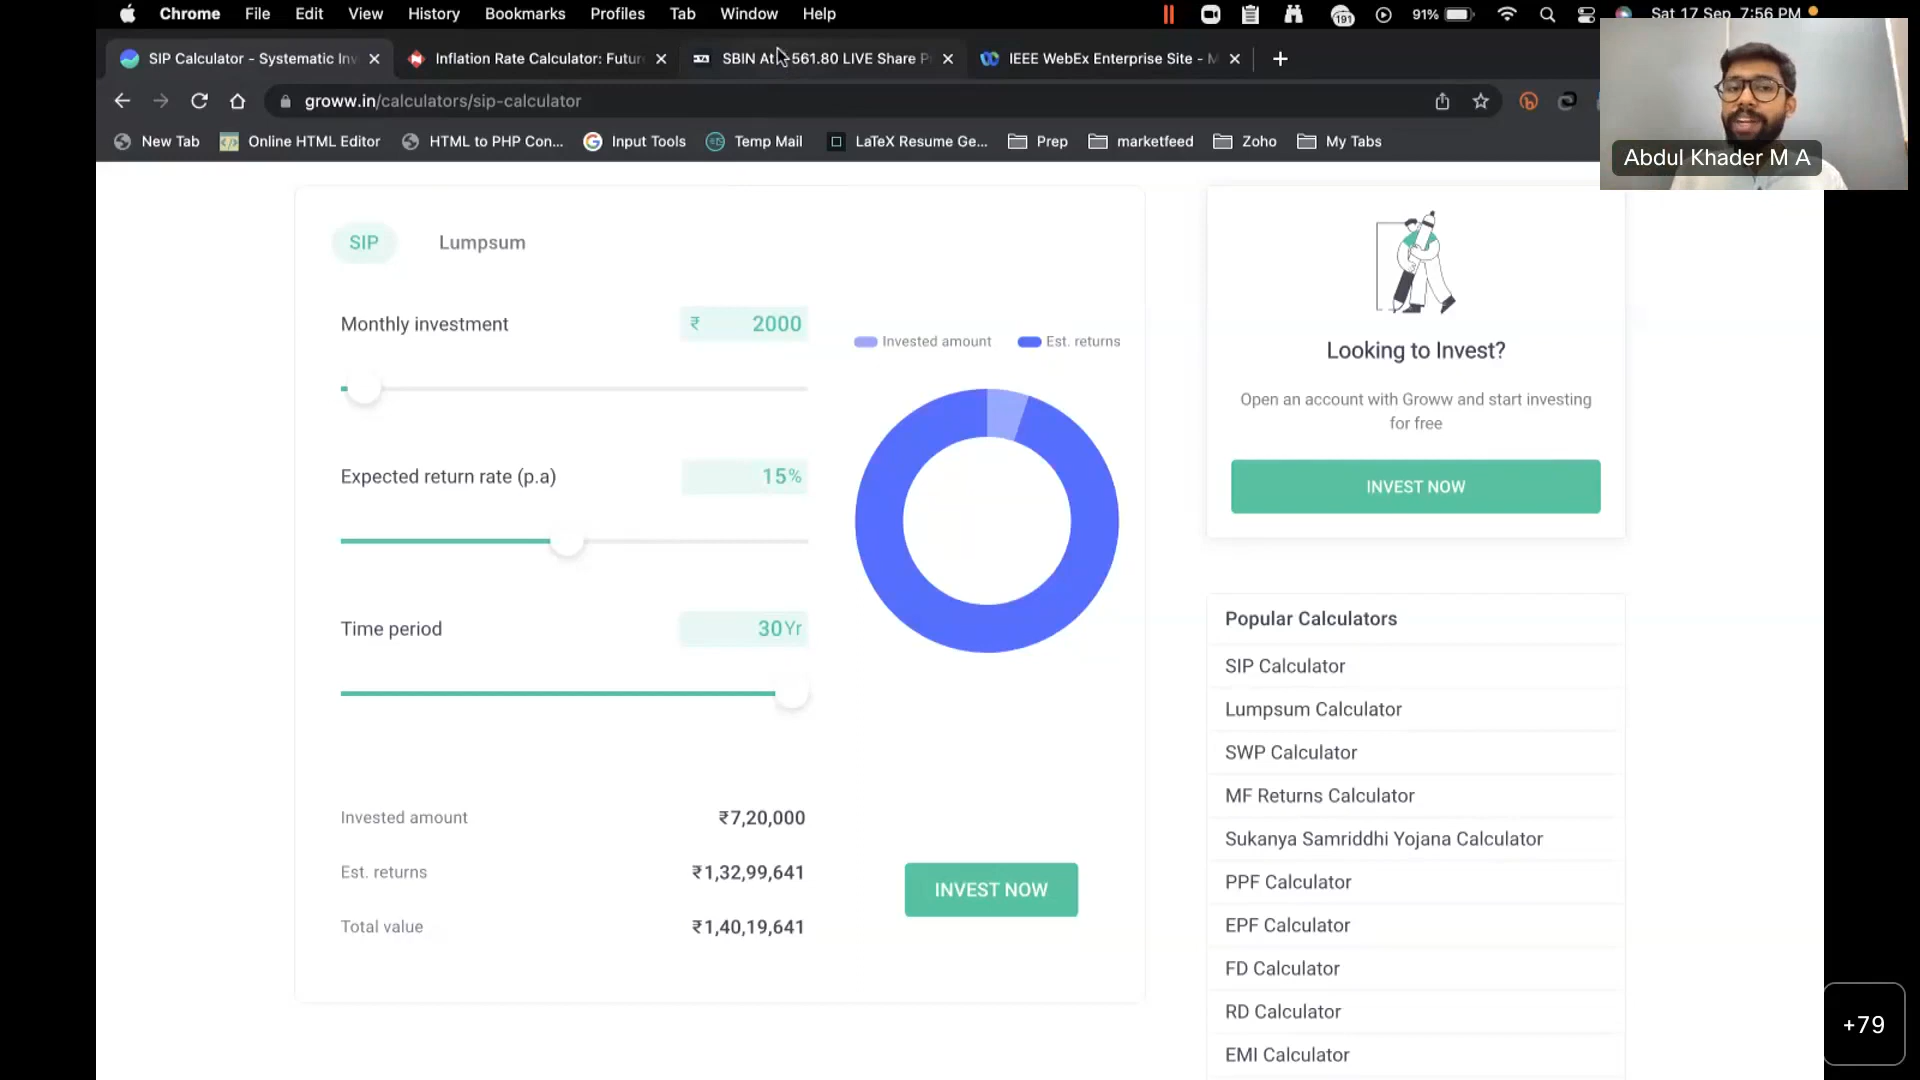 Chrome File Edit View History Bookmarks Profiles Tab Window Help
191 91% Sat 17 Sep 7:56 PM
SIP Calculator - Systematic Inv Inflation Rate Calculator: Futur SBIN At 561.80 LIVE Share P IEEE WebEx Enterprise Site - M
groww.in/calculators/sip-calculator
New Tab Online HTML Editor HTML to PHP Con... Input Tools Temp Mail LaTeX Resume Ge... Prep marketfeed Zoho My Tabs
Abdul Khader M A
SIP Lumpsum
Monthly investment ₹ 2000
Invested amount Est. returns
Expected return rate (p.a) 15%
Time period 30Yr
Invested amount ₹7,20,000
Est. returns ₹1,32,99,641
Total value ₹1,40,19,641
INVEST NOW
Looking to Invest?
Open an account with Groww and start investing
for free
INVEST NOW
Popular Calculators
SIP Calculator
Lumpsum Calculator
SWP Calculator
MF Returns Calculator
Sukanya Samriddhi Yojana Calculator
PPF Calculator
EPF Calculator
FD Calculator
RD Calculator
EMI Calculator
+79